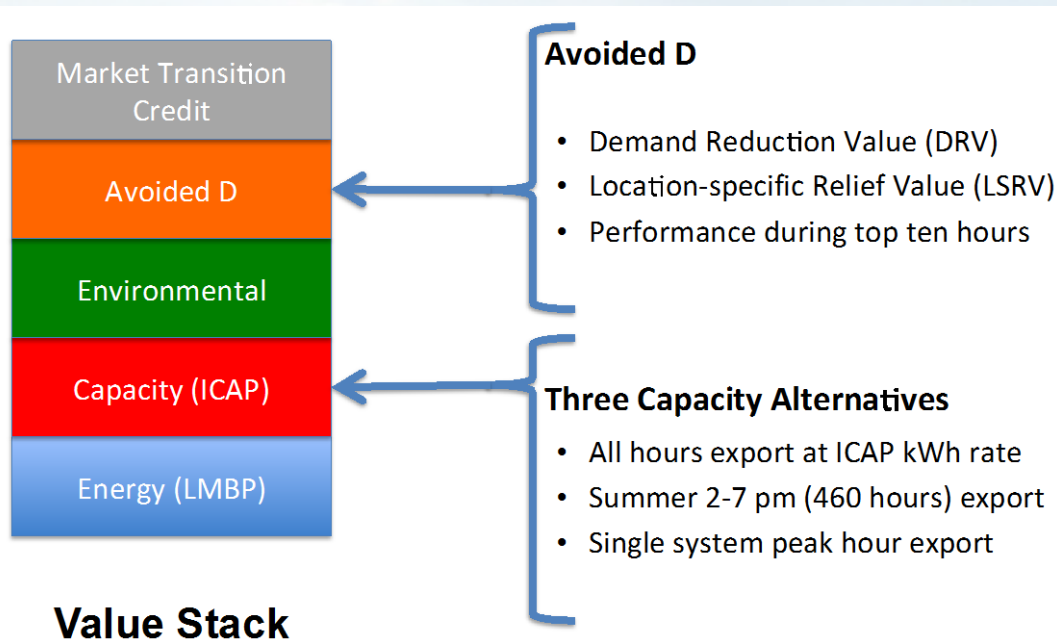 Market Transition
Credit
Avoided D
Environmental
Capacity (ICAP)
Energy (LMBP)
Value Stack
Avoided D
• Demand Reduction Value (DRV)
• Location-specific Relief Value (LSRV)
• Performance during top ten hours
Three Capacity Alternatives
• All hours export at ICAP kWh rate
• Summer 2-7 pm (460 hours) export
• Single system peak hour export